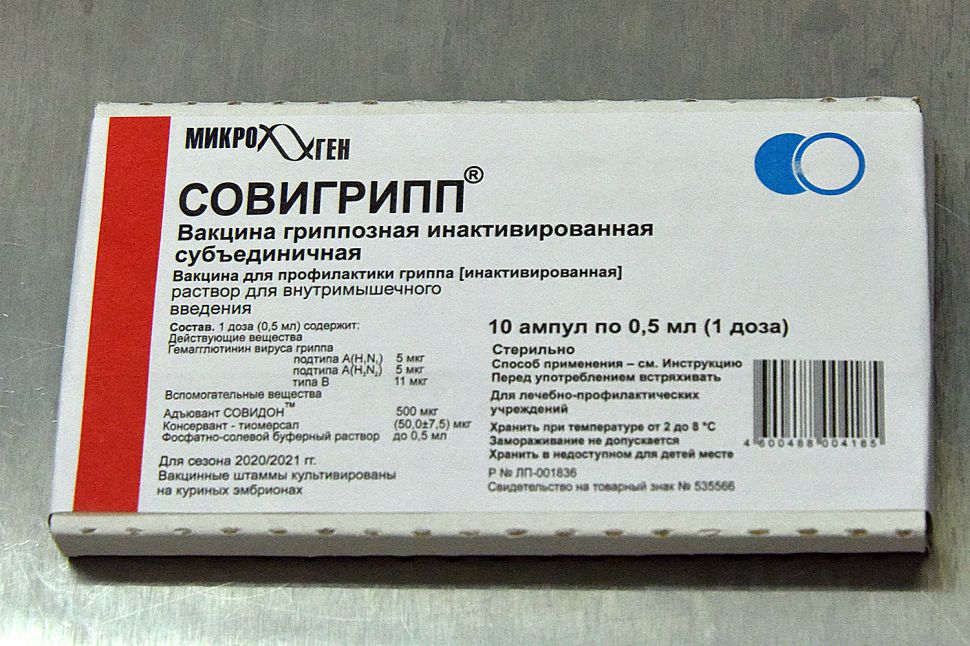 МИКРОГЕН
СОВИГРИПП®
Вакцина гриппозная инактивированная
субъединичная
Вакцина для профилактики гриппа [инактивированная]
раствор для внутримышечного
введения
Состав. 1 доза (0,5 мл) содержит:
Действующие вещества
Гемагглютинин вируса гриппа
подтипа А(H₁N₁) 5 мкг
подтипа А(H₃N₂) 5 мкг
типа В 11 мкг
Вспомогательные вещества
Адъювант СОВИДОН™ 500 мкг
Консервант - тиомерсал (50,0±7,5) мкг
Фосфатно-солевой буферный раствор до 0,5 мл
Для сезона 2020/2021 гг.
Вакцинные штаммы культивированы
на куриных эмбрионах
10 ампул по 0,5 мл (1 доза)
Стерильно
Способ применения – см. Инструкцию
Перед употреблением встряхивать
Для лечебно-профилактических
учреждений
Хранить при температуре от 2 до 8 °С
Замораживание не допускается
Хранить в недоступном для детей месте
Р № ЛП-001836
Свидетельство на товарный знак № 535566
4 600488 004185